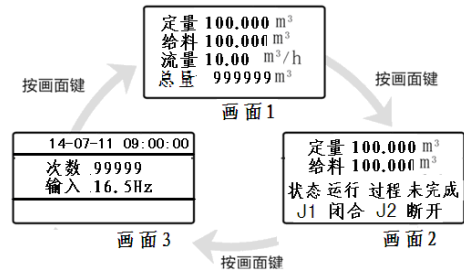 定量 100.000 m³
给料 100.000 m³
流量 10.00 m³/h
总量 999999 m³
画面1
按画面键
按画面键
14-07-11 09:00:00
次数 99999
输入 16.5Hz
画面3
定量 100.000 m³
给料 100.000 m³
状态 运行 过程 未完成
J1 闭合 J2 断开
画面2
按画面键